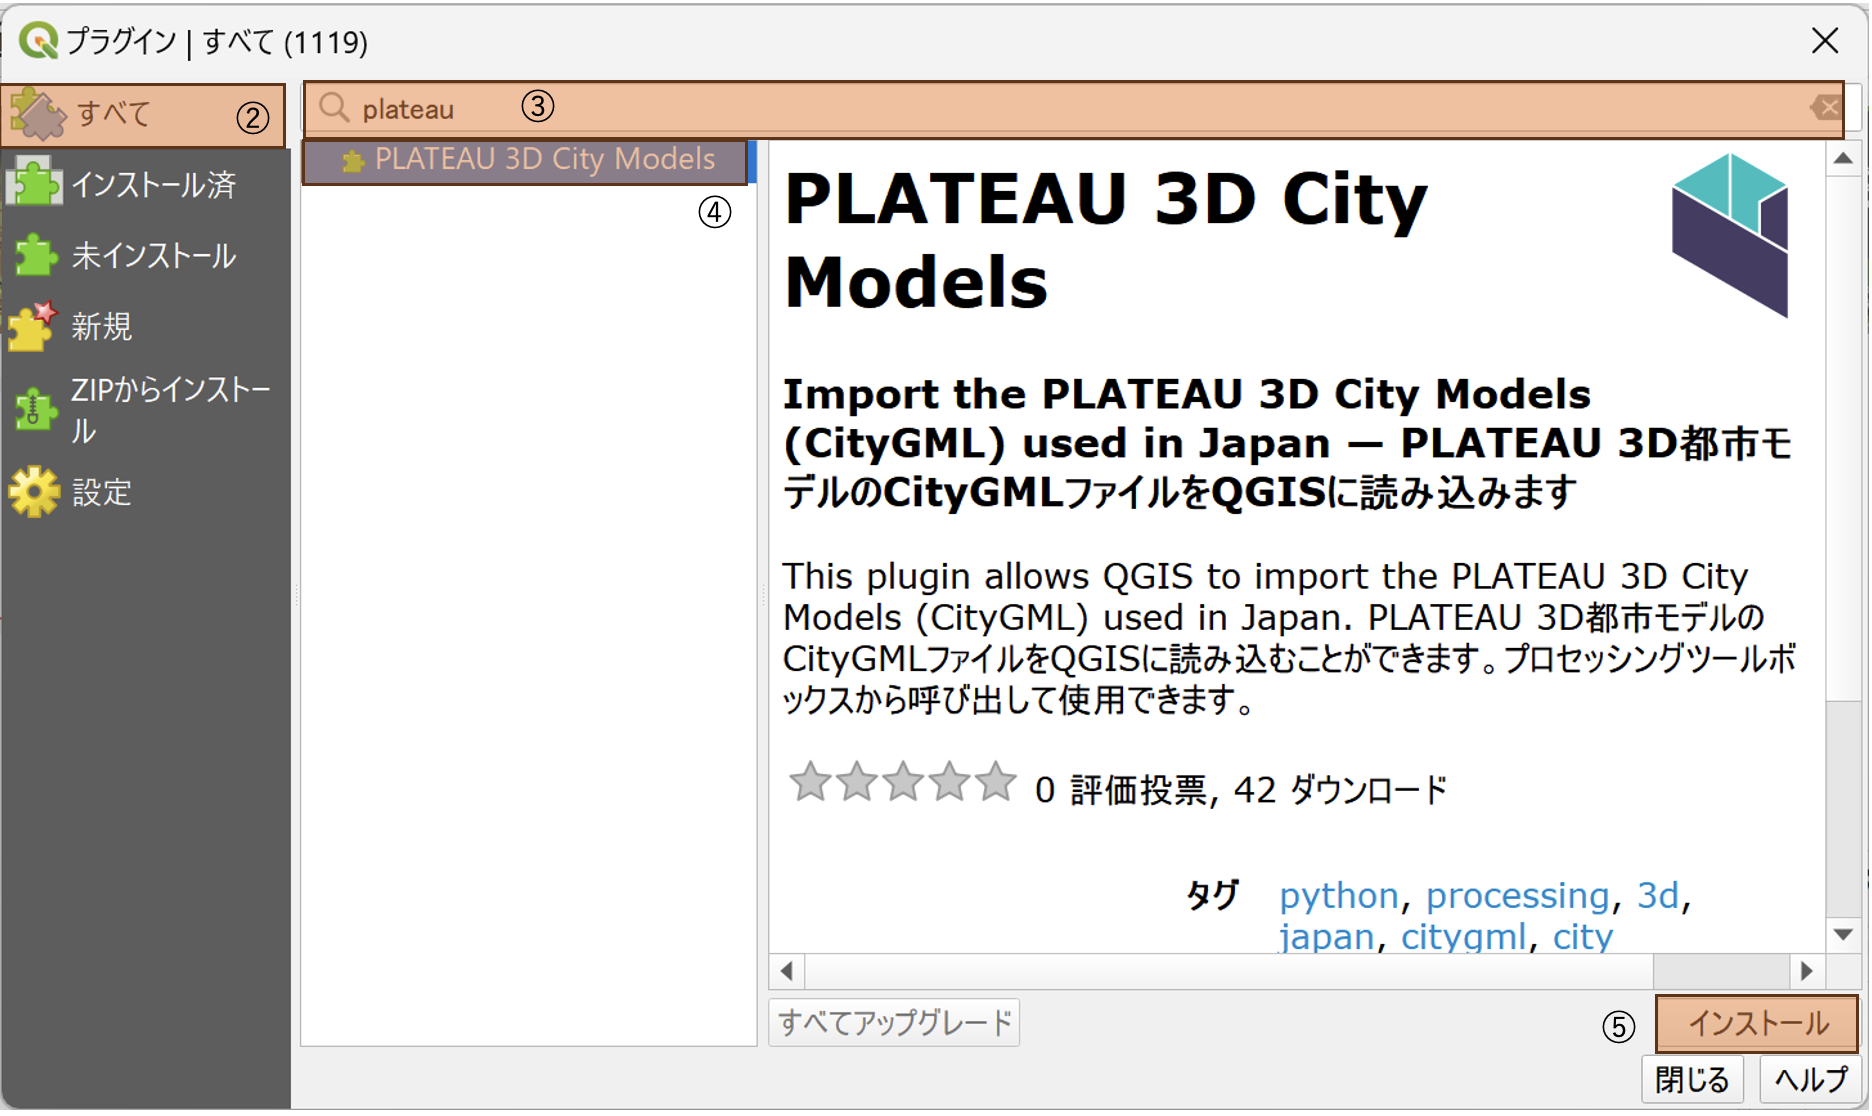 プラグイン | すべて (1119)
すべて ②
インストール済
未インストール
新規
ZIPからインストー
ル
設定
plateau ③
PLATEAU 3D City Models
④
PLATEAU 3D City
Models
Import the PLATEAU 3D City Models
(CityGML) used in Japan — PLATEAU 3D都市モ
デルのCityGMLファイルをQGISに読み込みます
This plugin allows QGIS to import the PLATEAU 3D City
Models (CityGML) used in Japan. PLATEAU 3D都市モデルの
CityGMLファイルをQGISに読み込むことができます。プロセッシングツールボ
ックスから呼び出して使用できます。
0 評価投票, 42 ダウンロード
タグ python, processing, 3d,
japan, citygml, city
すべてアップグレード
⑤ インストール
閉じる ヘルプ